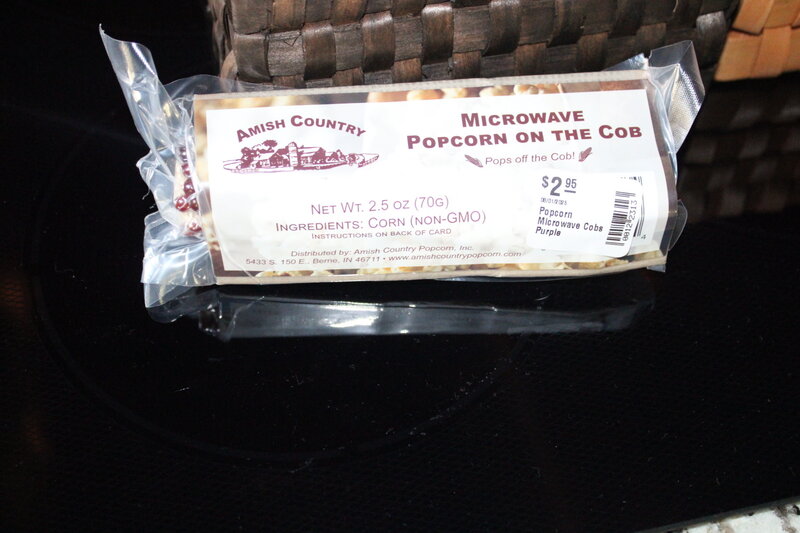 AMISH COUNTRY
MICROWAVE
POPCORN ON THE COB
Pops off the Cob!
NET WT. 2.5 OZ (70G)
INGREDIENTS: CORN (NON-GMO)
INSTRUCTIONS ON BACK OF CARD
Distributed by: Amish Country Popcorn, Inc.
5433 S. 150 E., Berne, IN 46711 • www.amishcountrypopcorn.com
$2.95
Popcorn
Microwave Cobs
Purple